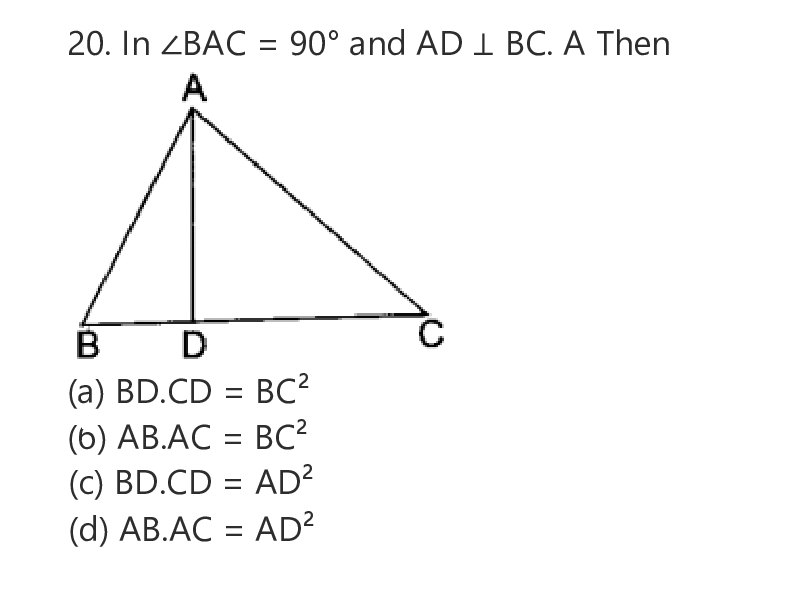 20. In ∠BAC = 90° and AD ⊥ BC. A Then
A
B D C
(a) BD.CD = BC²
(b) AB.AC = BC²
(c) BD.CD = AD²
(d) AB.AC = AD²